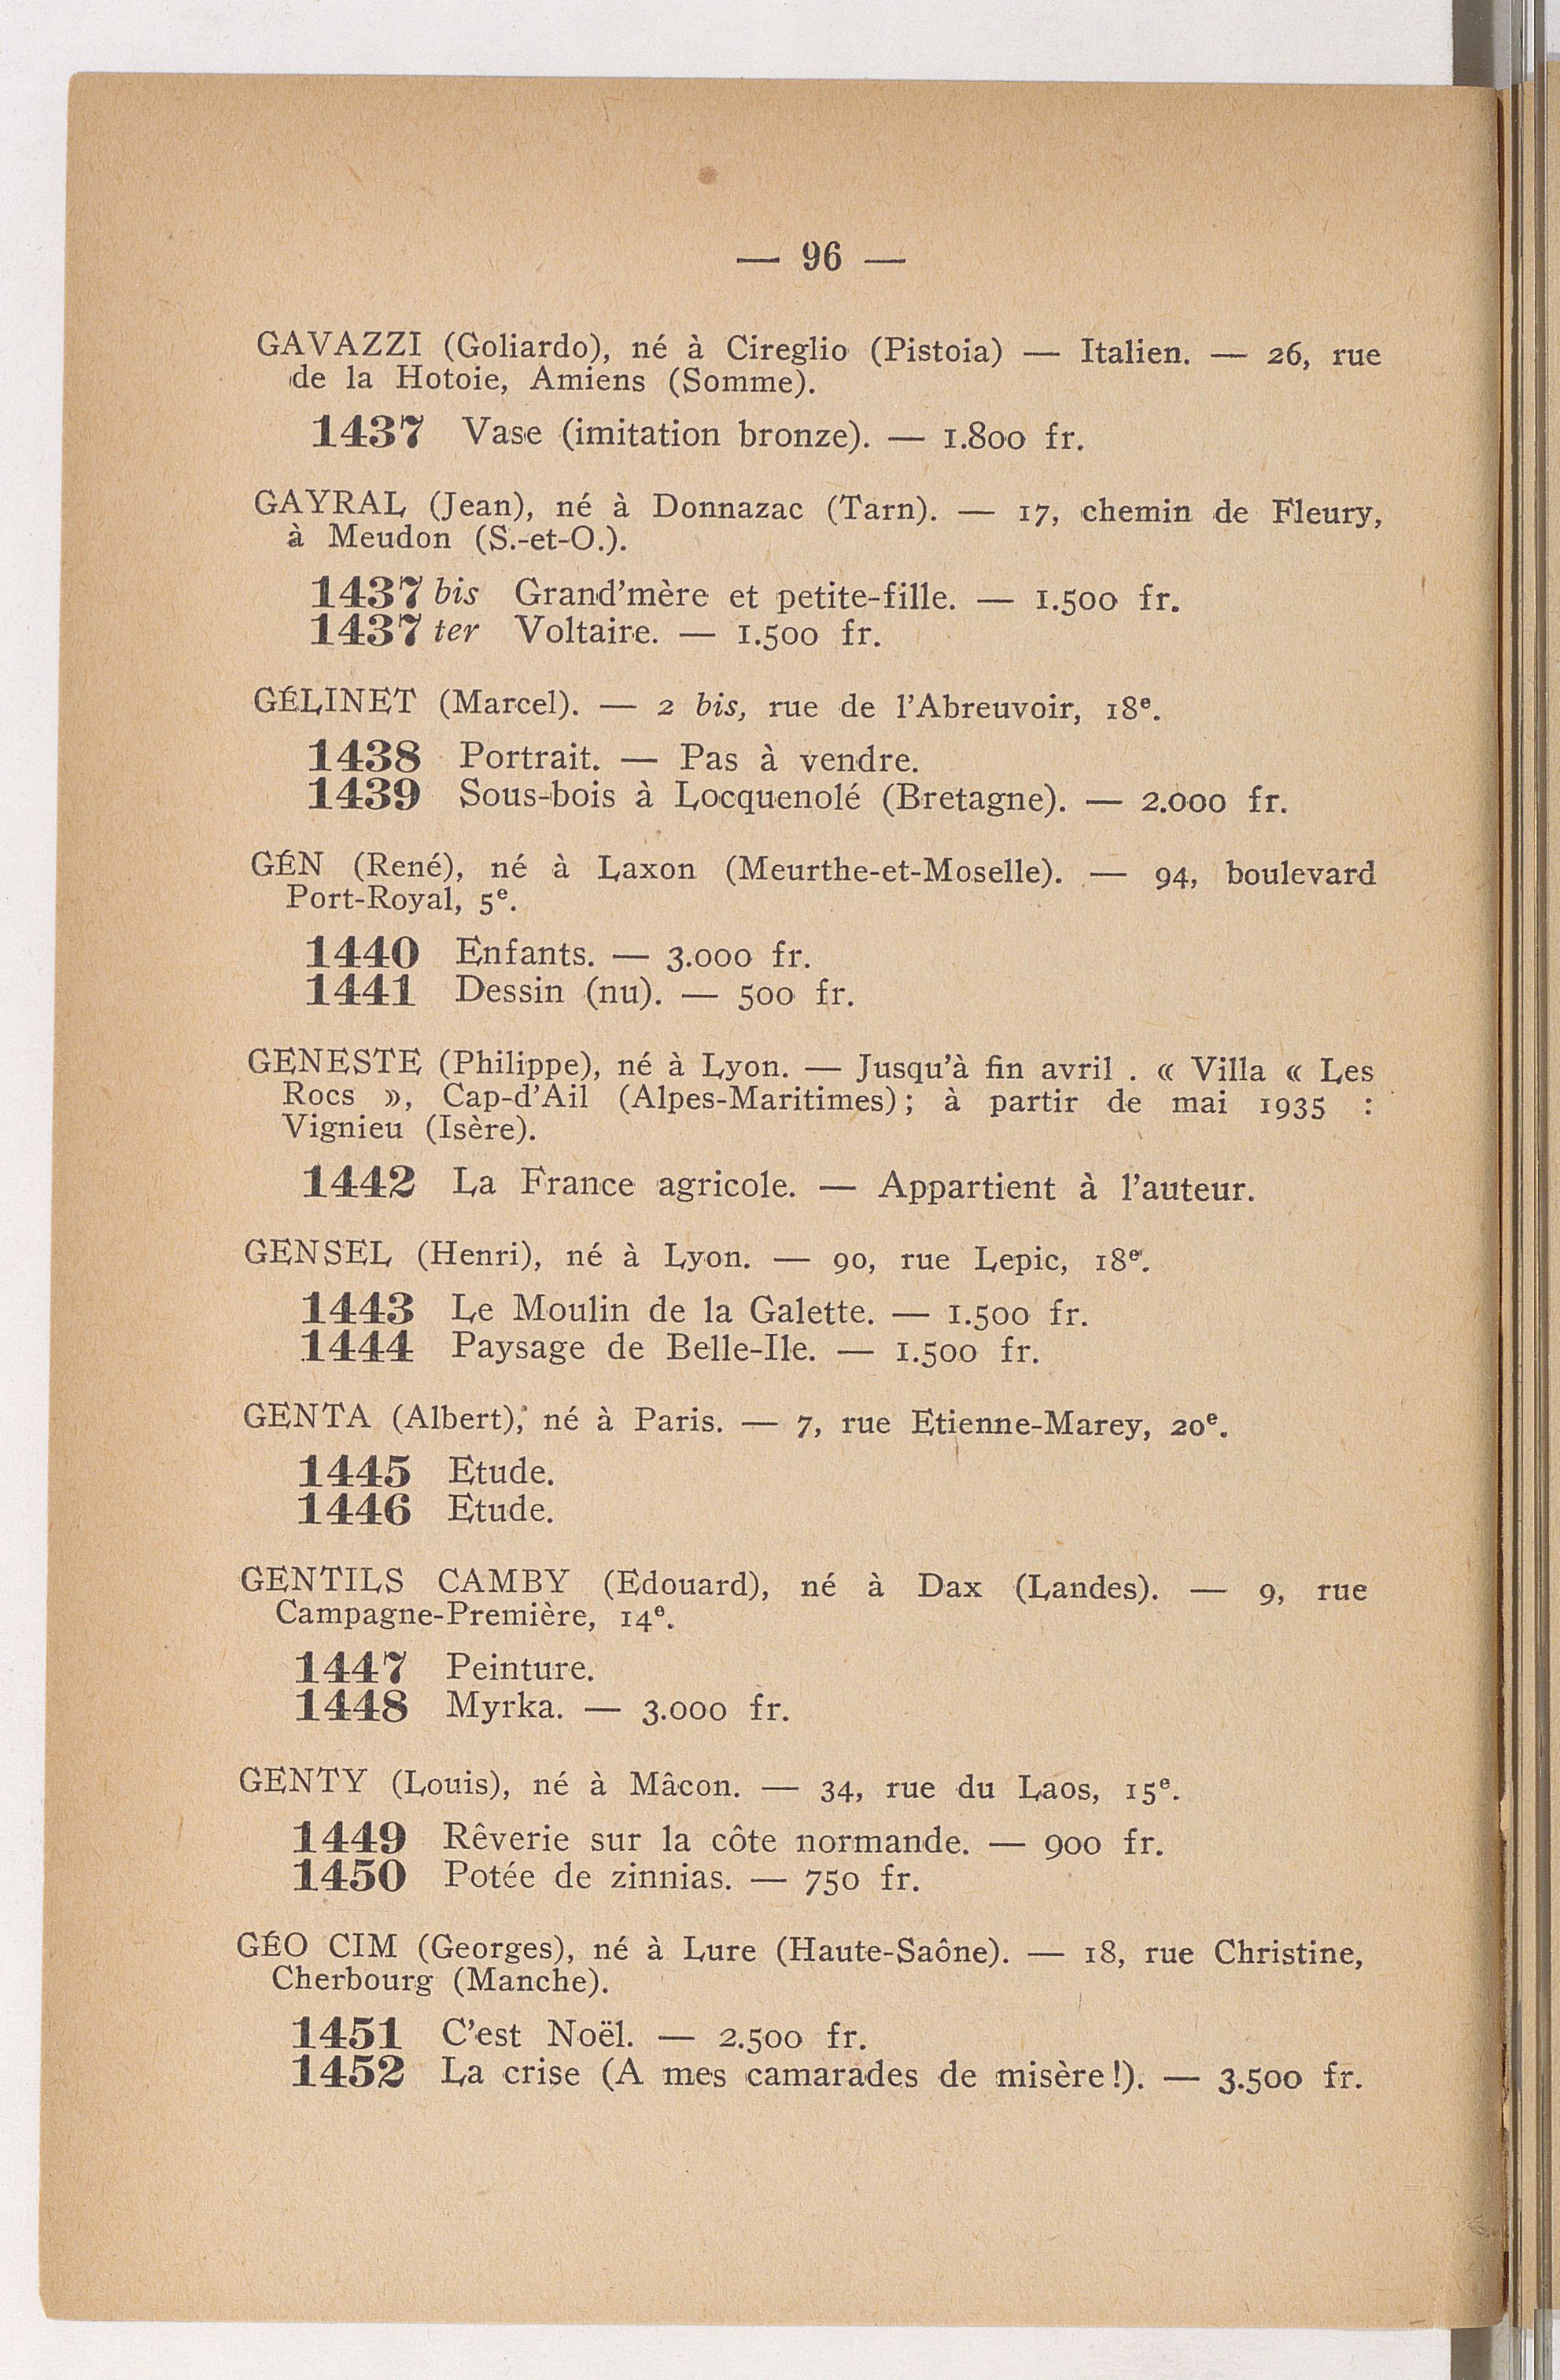 — 96 —
GAVAZZI (Goliardo), né à Cireglio (Pistoia) — Italien. — 26, rue
de la Hotoie, Amiens (Somme).
1437 Vase (imitation bronze). — 1.800 fr.
GAYRAL (Jean), né à Donnazac (Tarn). — 17, chemin de Fleury,
à Meudon (S.-et-O.).
1437 bis Grand'mère et petite-fille. — 1.500 fr.
1437 ter Voltaire. — 1.500 fr.
GÉLINET (Marcel). — 2 bis, rue de l'Abreuvoir, 18e.
1438 Portrait. — Pas à vendre.
1439 Sous-bois à Locquenolé (Bretagne). — 2.000 fr.
GÉN (René), né à Laxon (Meurthe-et-Moselle). — 94, boulevard
Port-Royal, 5e.
1440 Enfants. — 3.000 fr.
1441 Dessin (nu). — 500 fr.
GENESTE (Philippe), né à Lyon. — Jusqu'à fin avril . « Villa « Les
Rocs », Cap-d'Ail (Alpes-Maritimes); à partir de mai 1935 :
Vignieu (Isère).
1442 La France agricole. — Appartient à l'auteur.
GENSEL (Henri), né à Lyon. — 90, rue Lepic, 18e.
1443 Le Moulin de la Galette. — 1.500 fr.
1444 Paysage de Belle-Ile. — 1.500 fr.
GENTA (Albert), né à Paris. — 7, rue Etienne-Marey, 20e.
1445 Etude.
1446 Etude.
GENTILS CAMBY (Edouard), né à Dax (Landes). — 9, rue
Campagne-Première, 14e.
1447 Peinture.
1448 Myrka. — 3.000 fr.
GENTY (Louis), né à Mâcon. — 34, rue du Laos, 15e.
1449 Rêverie sur la côte normande. — 900 fr.
1450 Potée de zinnias. — 750 fr.
GÉO CIM (Georges), né à Lure (Haute-Saône). — 18, rue Christine,
Cherbourg (Manche).
1451 C'est Noël. — 2.500 fr.
1452 La crise (A mes camarades de misère!). — 3.500 fr.